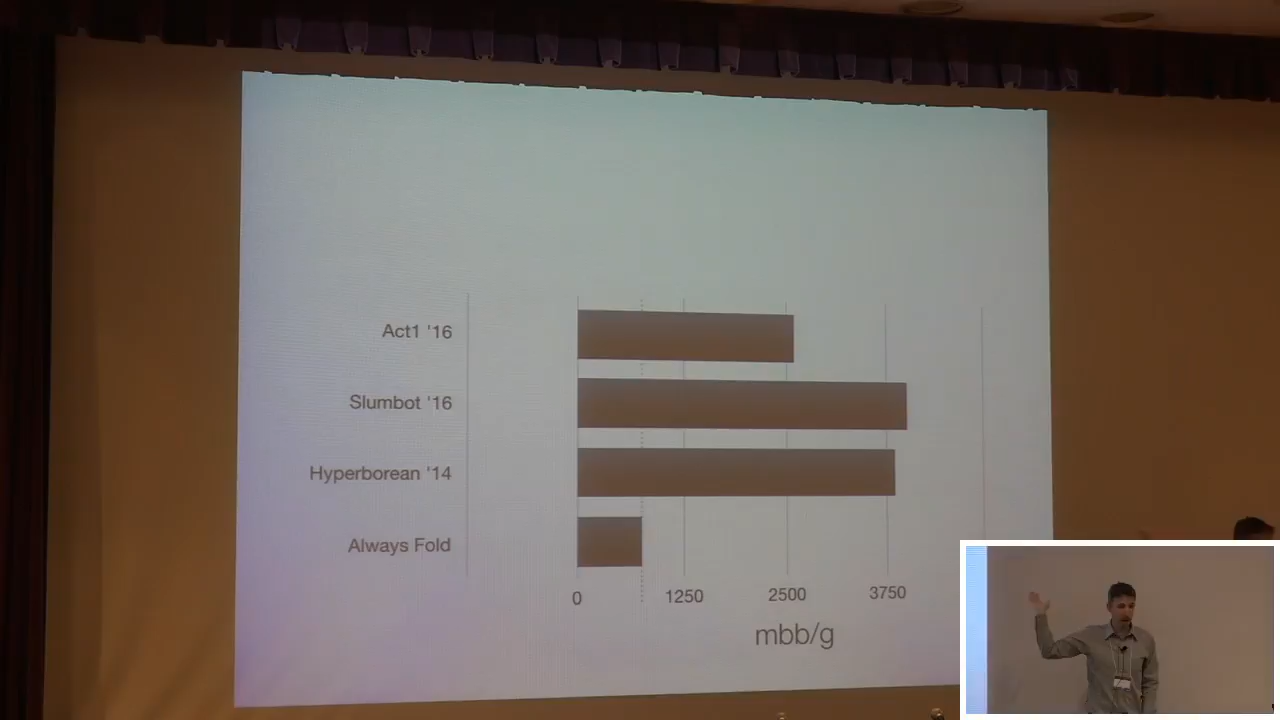 Act1 '16
Slumbot '16
Hyperborean '14
Always Fold
0 1250 2500 3750
mbb/g